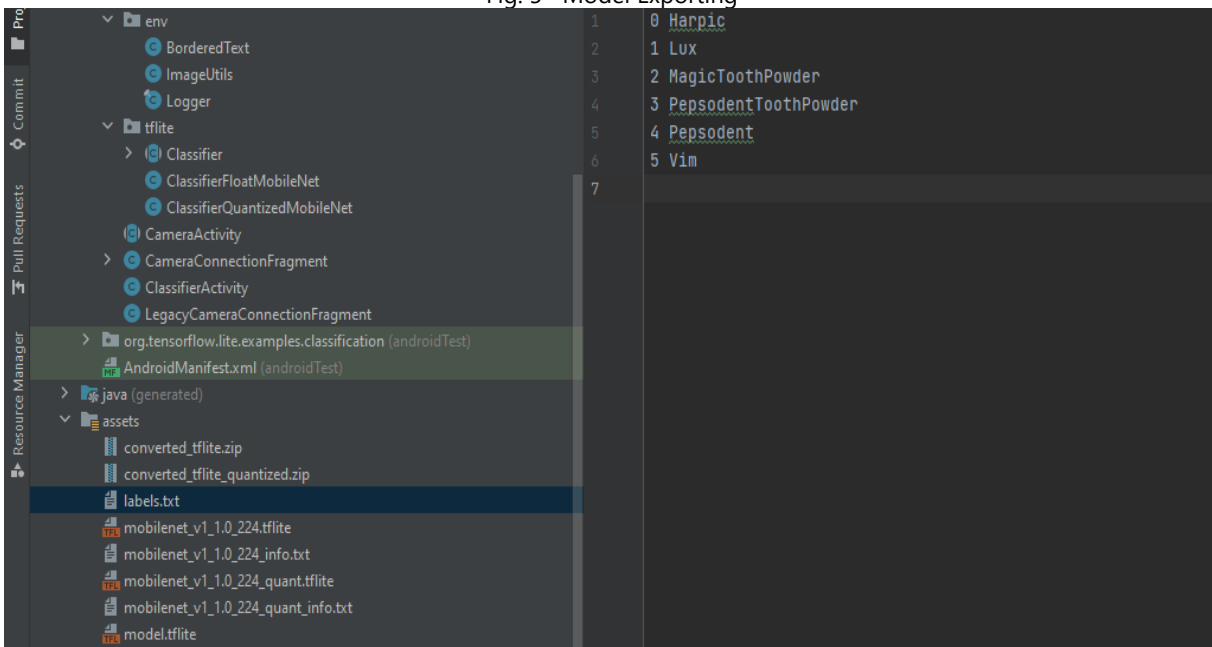 Fig. 5 - Model Exporting
Pro
Commit
Pull Requests
Resource Manager
env
BorderedText
ImageUtils
Logger
tflite
Classifier
ClassifierFloatMobileNet
ClassifierQuantizedMobileNet
CameraActivity
CameraConnectionFragment
ClassifierActivity
LegacyCameraConnectionFragment
org.tensorflow.lite.examples.classification (androidTest)
AndroidManifest.xml (androidTest)
java (generated)
assets
converted_tflite.zip
converted_tflite_quantized.zip
labels.txt
mobilenet_v1_1.0_224.tflite
mobilenet_v1_1.0_224_info.txt
mobilenet_v1_1.0_224_quant.tflite
mobilenet_v1_1.0_224_quant_info.txt
model.tflite
1 0 Harpic
2 1 Lux
3 2 MagicToothPowder
4 3 PepsodentToothPowder
5 4 Pepsodent
6 5 Vim
7